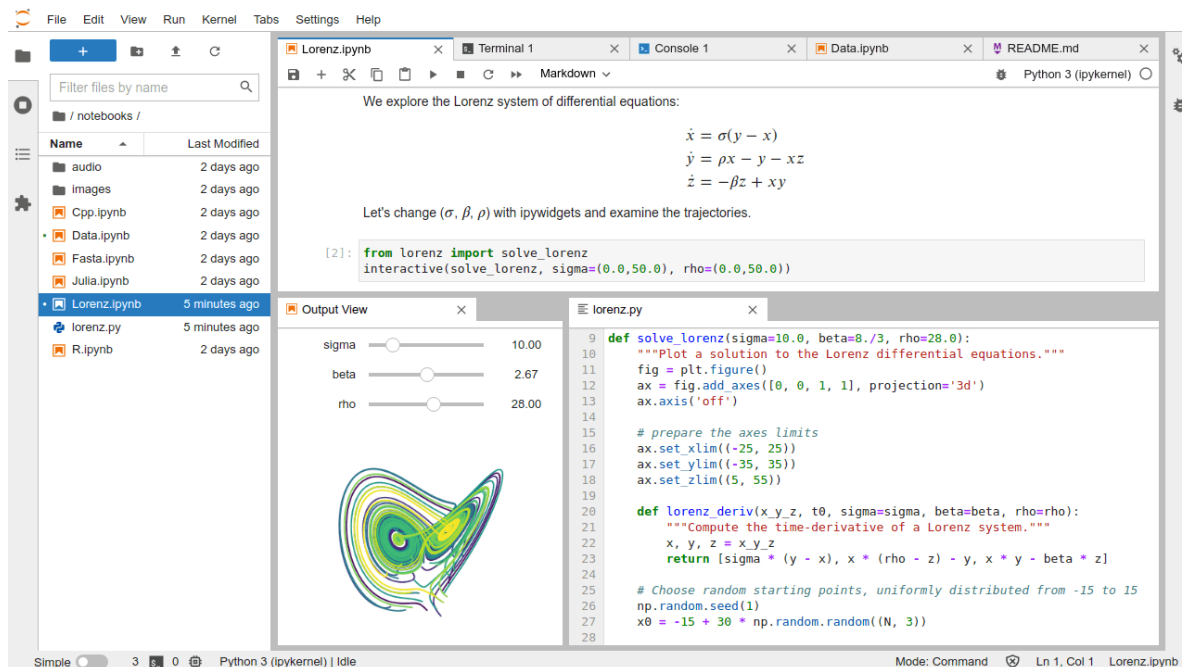 File Edit View Run Kernel Tabs Settings Help
+
Filter files by name
/ notebooks /
Name Last Modified
audio 2 days ago
images 2 days ago
Cpp.ipynb 2 days ago
Data.ipynb 2 days ago
Fasta.ipynb 2 days ago
Julia.ipynb 2 days ago
Lorenz.ipynb 5 minutes ago
lorenz.py 5 minutes ago
R.ipynb 2 days ago
Lorenz.ipynb Terminal 1 Console 1 Data.ipynb README.md
Markdown Python 3 (ipykernel)
We explore the Lorenz system of differential equations:
ẋ = σ(y − x)
ẏ = ρx − y − xz
ż = −βz + xy
Let's change (σ, β, ρ) with ipywidgets and examine the trajectories.
[2]: from lorenz import solve_lorenz
interactive(solve_lorenz, sigma=(0.0,50.0), rho=(0.0,50.0))
Output View
sigma 10.00
beta 2.67
rho 28.00
lorenz.py
9 def solve_lorenz(sigma=10.0, beta=8./3, rho=28.0):
10     """Plot a solution to the Lorenz differential equations."""
11     fig = plt.figure()
12     ax = fig.add_axes([0, 0, 1, 1], projection='3d')
13     ax.axis('off')
14
15     # prepare the axes limits
16     ax.set_xlim((-25, 25))
17     ax.set_ylim((-35, 35))
18     ax.set_zlim((5, 55))
19
20     def lorenz_deriv(x_y_z, t0, sigma=sigma, beta=beta, rho=rho):
21         """Compute the time-derivative of a Lorenz system."""
22         x, y, z = x_y_z
23         return [sigma * (y - x), x * (rho - z) - y, x * y - beta * z]
24
25     # Choose random starting points, uniformly distributed from -15 to 15
26     np.random.seed(1)
27     x0 = -15 + 30 * np.random.random((N, 3))
28
Simple 3 0 Python 3 (ipykernel) | Idle Mode: Command Ln 1, Col 1 Lorenz.ipynb